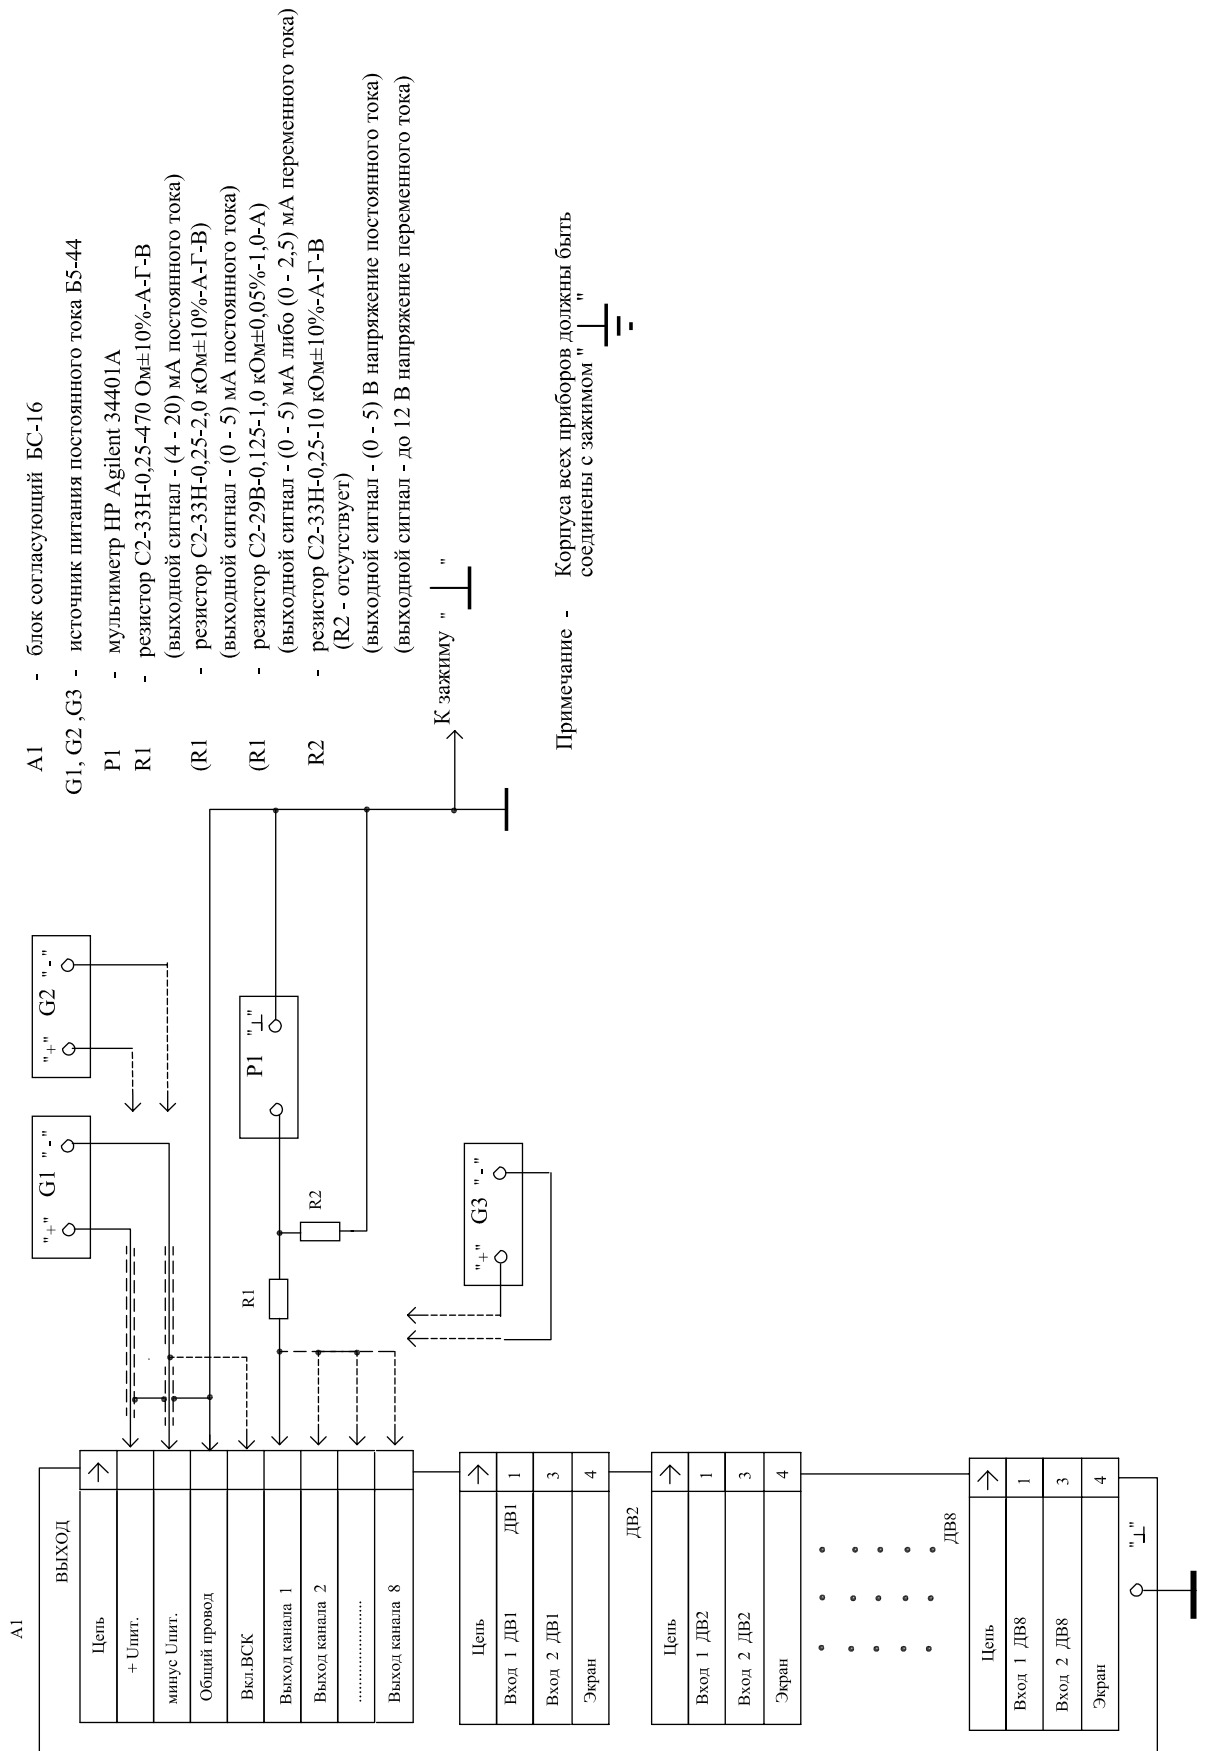 А1
ВЫХОД
Цепь
+ Uпит.
минус Uпит.
Общий провод
Вкл.ВСК
Выход канала 1
Выход канала 2
........................
Выход канала 8
ДВ1
Цепь
Вход 1 ДВ1
1
Вход 2 ДВ1
3
Экран
4
ДВ2
Цепь
Вход 1 ДВ2
1
Вход 2 ДВ2
3
Экран
4
ДВ8
Цепь
Вход 1 ДВ8
1
Вход 2 ДВ8
3
Экран
4
"⊥"
"+" G1 "-"
"+" G2 "-"
P1 "⊥"
R1
R2
"+" G3 "-"
А1 - блок согласующий БС-16
G1, G2 ,G3 - источник питания постоянного тока Б5-44
P1 - мультиметр HP Agilent 34401A
R1 - резистор С2-33Н-0,25-470 Ом±10%-А-Г-В
(выходной сигнал - (4 - 20) мА постоянного тока)
(R1 - резистор С2-33Н-0,25-2,0 кОм±10%-А-Г-В)
(выходной сигнал - (0 - 5) мА постоянного тока)
(R1 - резистор С2-29В-0,125-1,0 кОм±0,05%-1,0-А)
(выходной сигнал - (0 - 5) мА либо (0 - 2,5) мА переменного тока)
R2 - резистор С2-33Н-0,25-10 кОм±10%-А-Г-В
(R2 - отсутствует)
(выходной сигнал - (0 - 5) В напряжение постоянного тока)
(выходной сигнал - до 12 В напряжение переменного тока)
К зажиму " "
Примечание - Корпуса всех приборов должны быть
соединены с зажимом " "